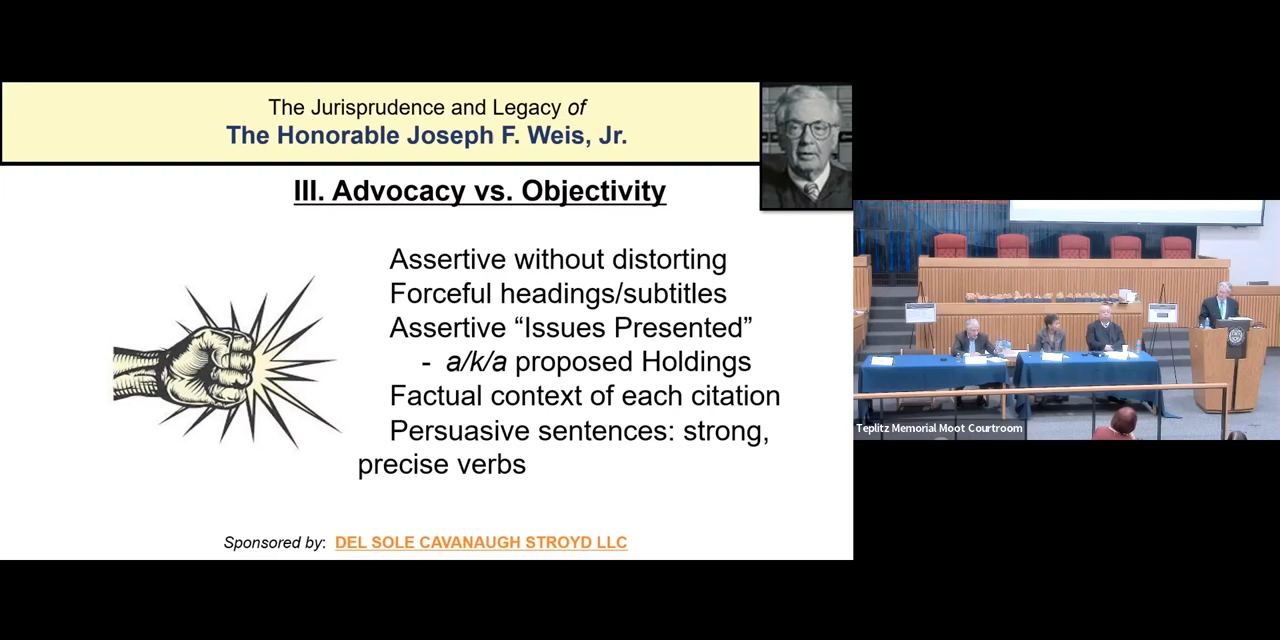 The Jurisprudence and Legacy of
The Honorable Joseph F. Weis, Jr.
III. Advocacy vs. Objectivity
Assertive without distorting
Forceful headings/subtitles
Assertive “Issues Presented”
- a/k/a proposed Holdings
Factual context of each citation
Persuasive sentences: strong,
precise verbs
Sponsored by: DEL SOLE CAVANAUGH STROYD LLC
Teplitz Memorial Moot Courtroom